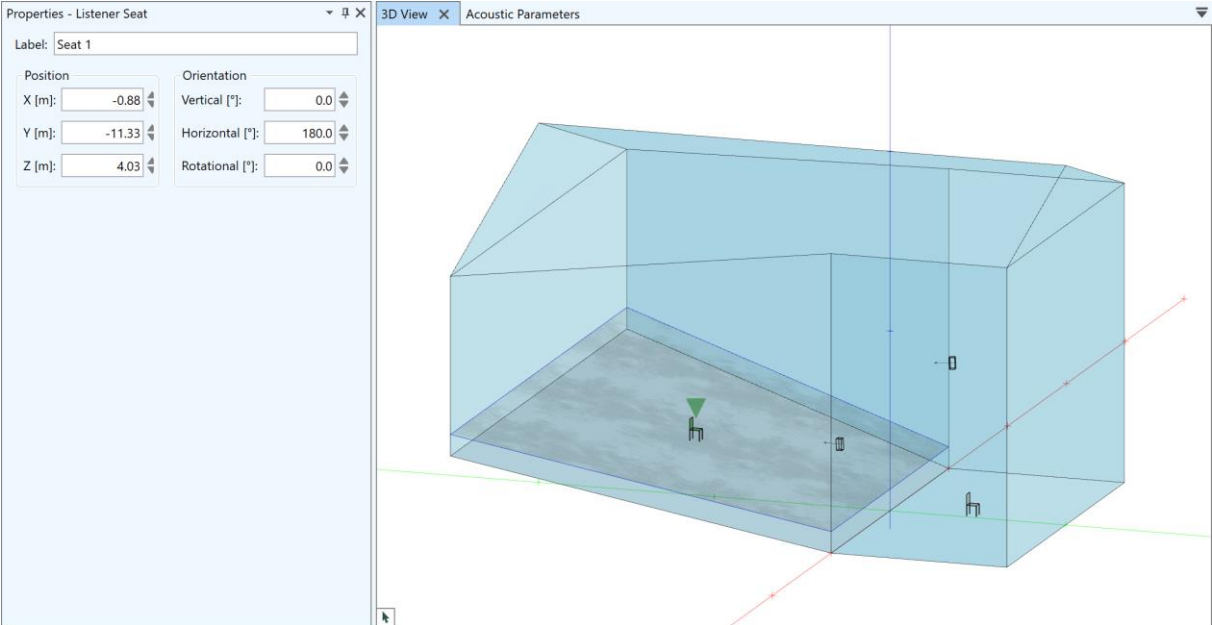 Properties - Listener Seat
3D View
Acoustic Parameters
Label: Seat 1
Position
Orientation
X [m]: -0.88
Vertical [°]: 0.0
Y [m]: -11.33
Horizontal [°]: 180.0
Z [m]: 4.03
Rotational [°]: 0.0